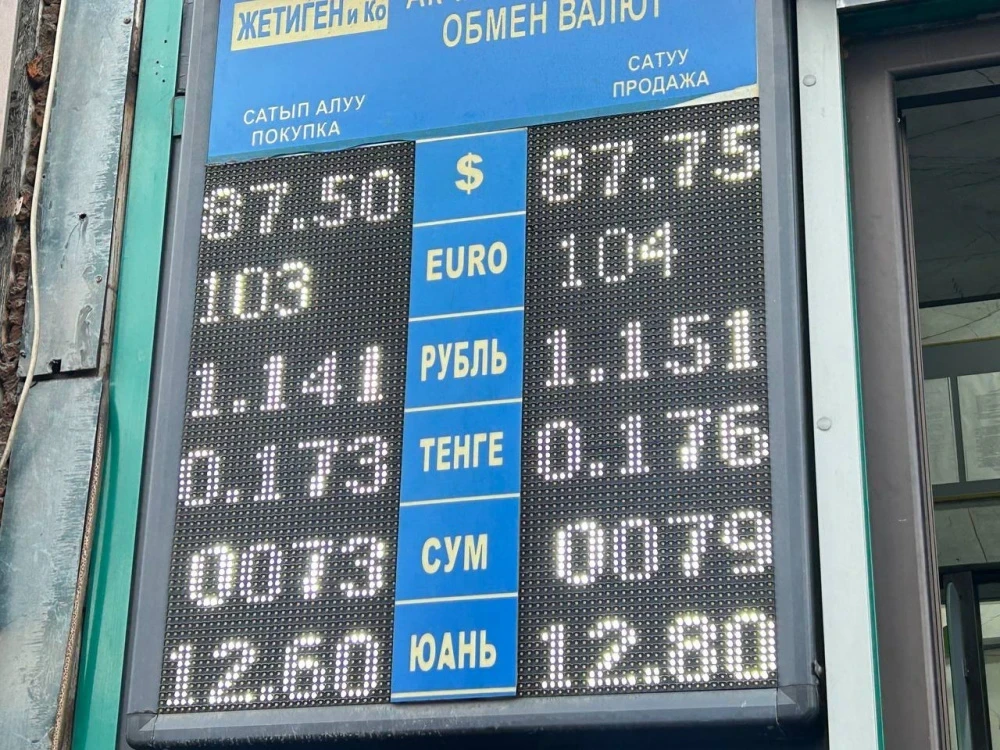 ЖЕТИГЕН и Ко
ОБМЕН ВАЛЮТ
САТЫП АЛУУ САТУУ
ПОКУПКА ПРОДАЖА
87.50 $ 87.75
103 EURO 104
1.141 РУБЛЬ 1.151
0.173 ТЕНГЕ 0.176
0073 СУМ 0079
12.60 ЮАНЬ 12.80